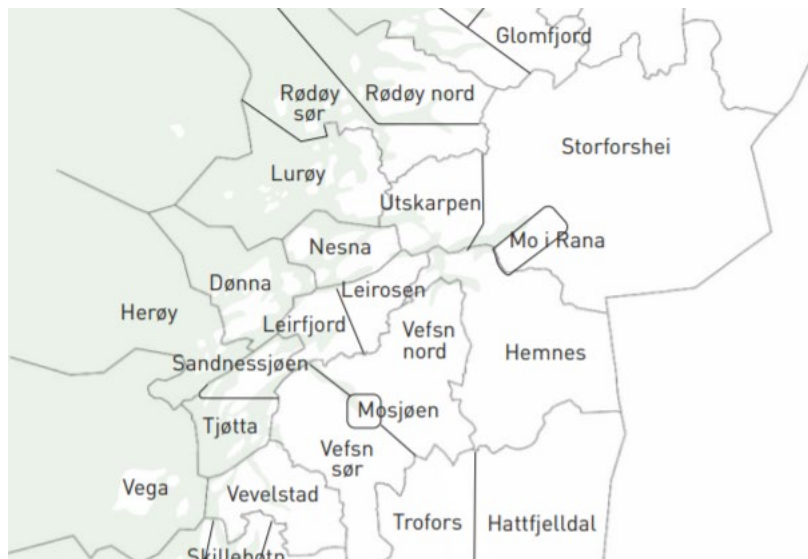 Glomfjord
Rødøy
sør
Rødøy nord
Storforshei
Lurøy
Utskarpen
Mo i Rana
Nesna
Dønna
Leirosen
Herøy
Leirfjord
Vefsn
nord
Hemnes
Sandnessjøen
Mosjøen
Tjøtta
Vefsn
sør
Vega
Vevelstad
Trofors
Hattfjelldal
Skillebotn